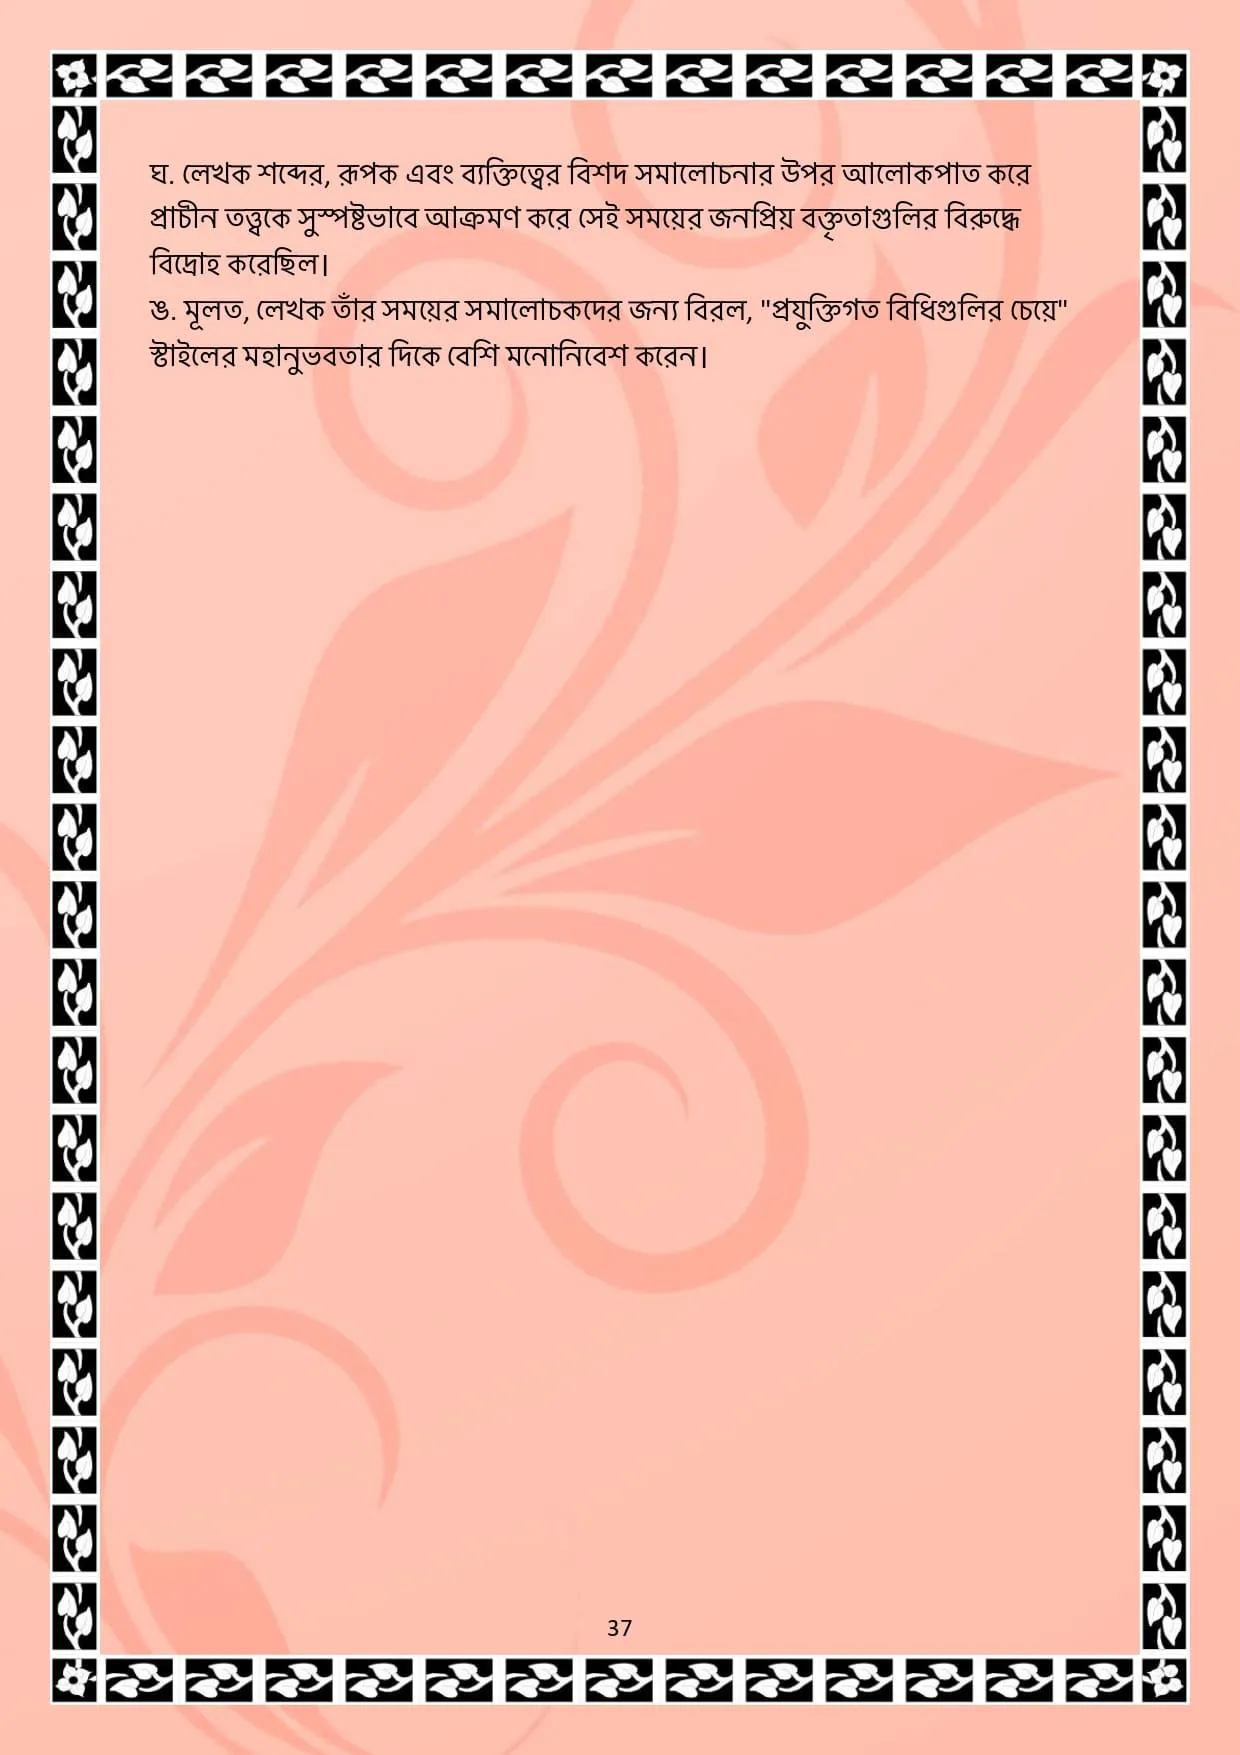 ঘ. লেখক শব্দের, রূপক এবং ব্যক্তিত্বের বিশদ সমালোচনার উপর আলোকপাত করে
প্রাচীন তত্ত্বকে সুস্পষ্টভাবে আক্রমণ করে সেই সময়ের জনপ্রিয় বক্তৃতাগুলির বিরুদ্ধে
বিদ্রোহ করেছিল।
ঙ. মূলত, লেখক তাঁর সময়ের সমালোচকদের জন্য বিরল, "প্রযুক্তিগত বিধিগুলির চেয়ে"
স্টাইলের মহানুভবতার দিকে বেশি মনোনিবেশ করেন।
37